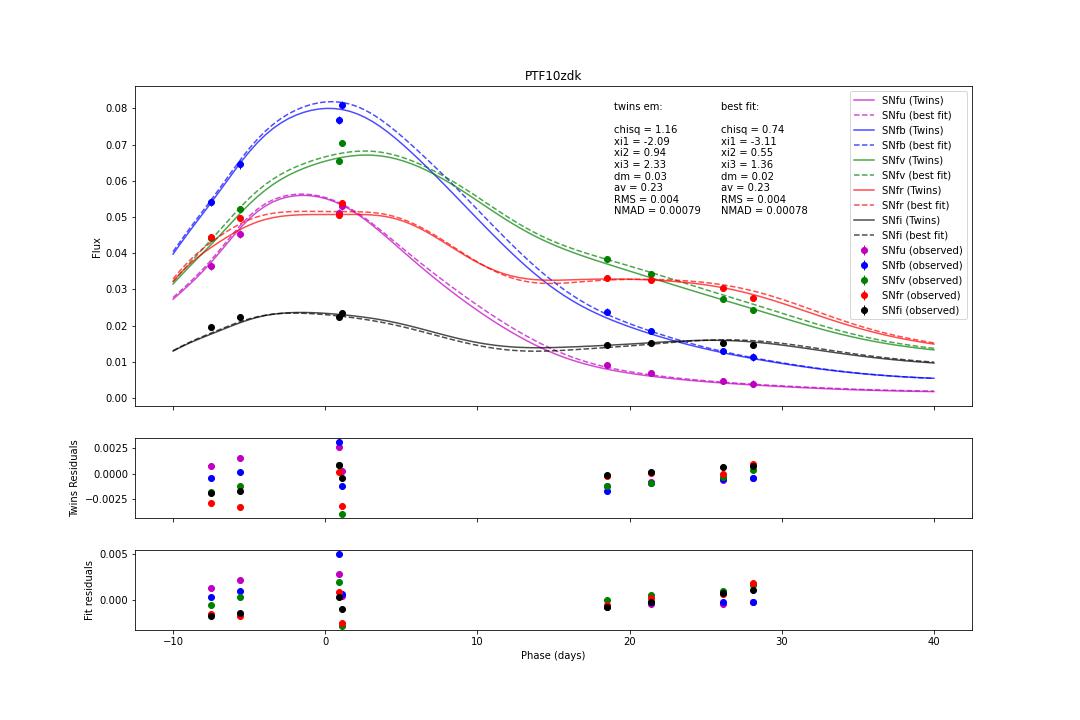 PTF10zdk
Flux
0.08
0.07
0.06
0.05
0.04
0.03
0.02
0.01
0.00
twins em:
chisq = 1.16
xi1 = -2.09
xi2 = 0.94
xi3 = 2.33
dm = 0.03
av = 0.23
RMS = 0.004
NMAD = 0.00079
best fit:
chisq = 0.74
xi1 = -3.11
xi2 = 0.55
xi3 = 1.36
dm = 0.02
av = 0.23
RMS = 0.004
NMAD = 0.00078
SNfu (Twins)
SNfu (best fit)
SNfb (Twins)
SNfb (best fit)
SNfv (Twins)
SNfv (best fit)
SNfr (Twins)
SNfr (best fit)
SNfi (Twins)
SNfi (best fit)
SNfu (observed)
SNfb (observed)
SNfv (observed)
SNfr (observed)
SNfi (observed)
Twins Residuals
0.0025
0.0000
−0.0025
Fit residuals
0.005
0.000
−10
0
10
20
30
40
Phase (days)